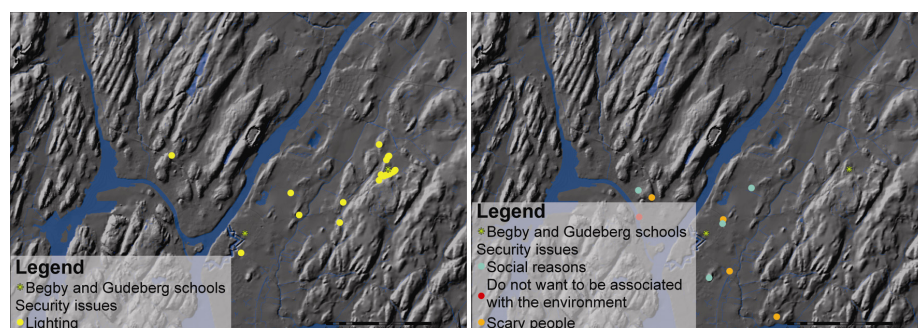 Legend
Begby and Gudeberg schools
Security issues
Lighting
Legend
Begby and Gudeberg schools
Security issues
Social reasons
Do not want to be associated
with the environment
Scary people